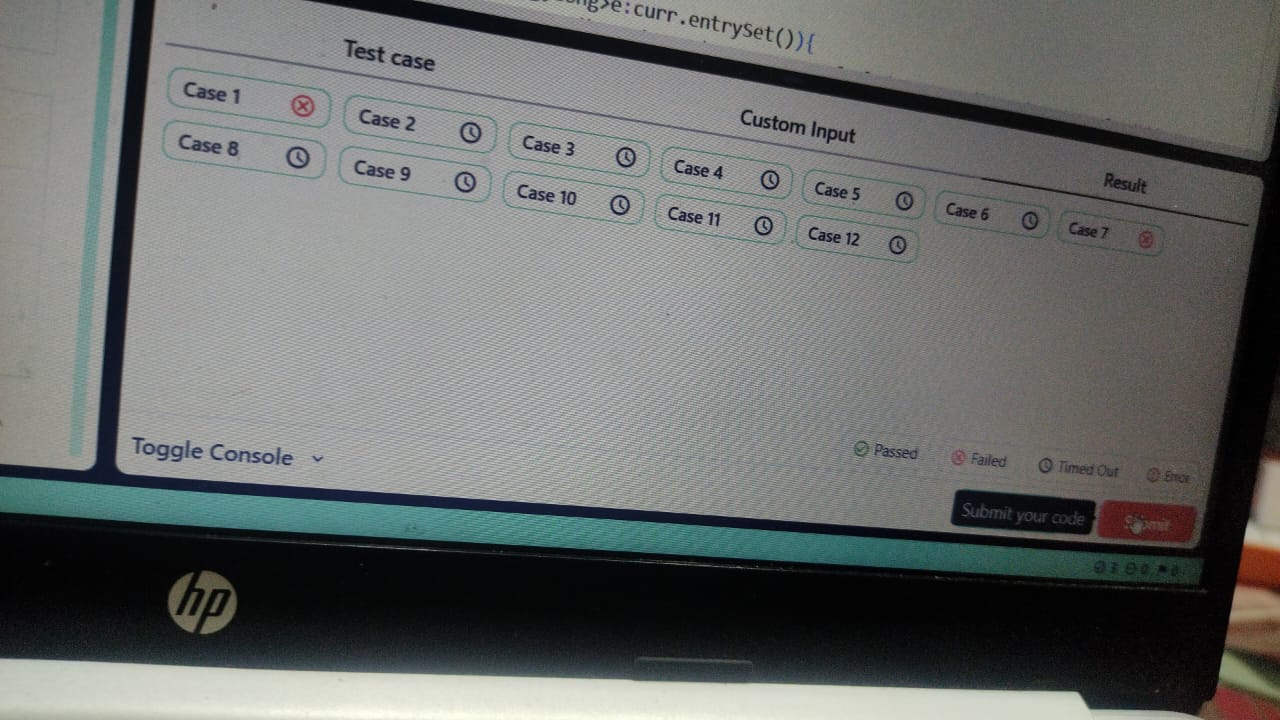 e:curr.entrySet()){
Test case
Custom Input
Result
Case 1
Case 2
Case 3
Case 4
Case 5
Case 6
Case 7
Case 8
Case 9
Case 10
Case 11
Case 12
Toggle Console
Passed
Failed
Timed Out
Error
Submit your code
Submit
hp